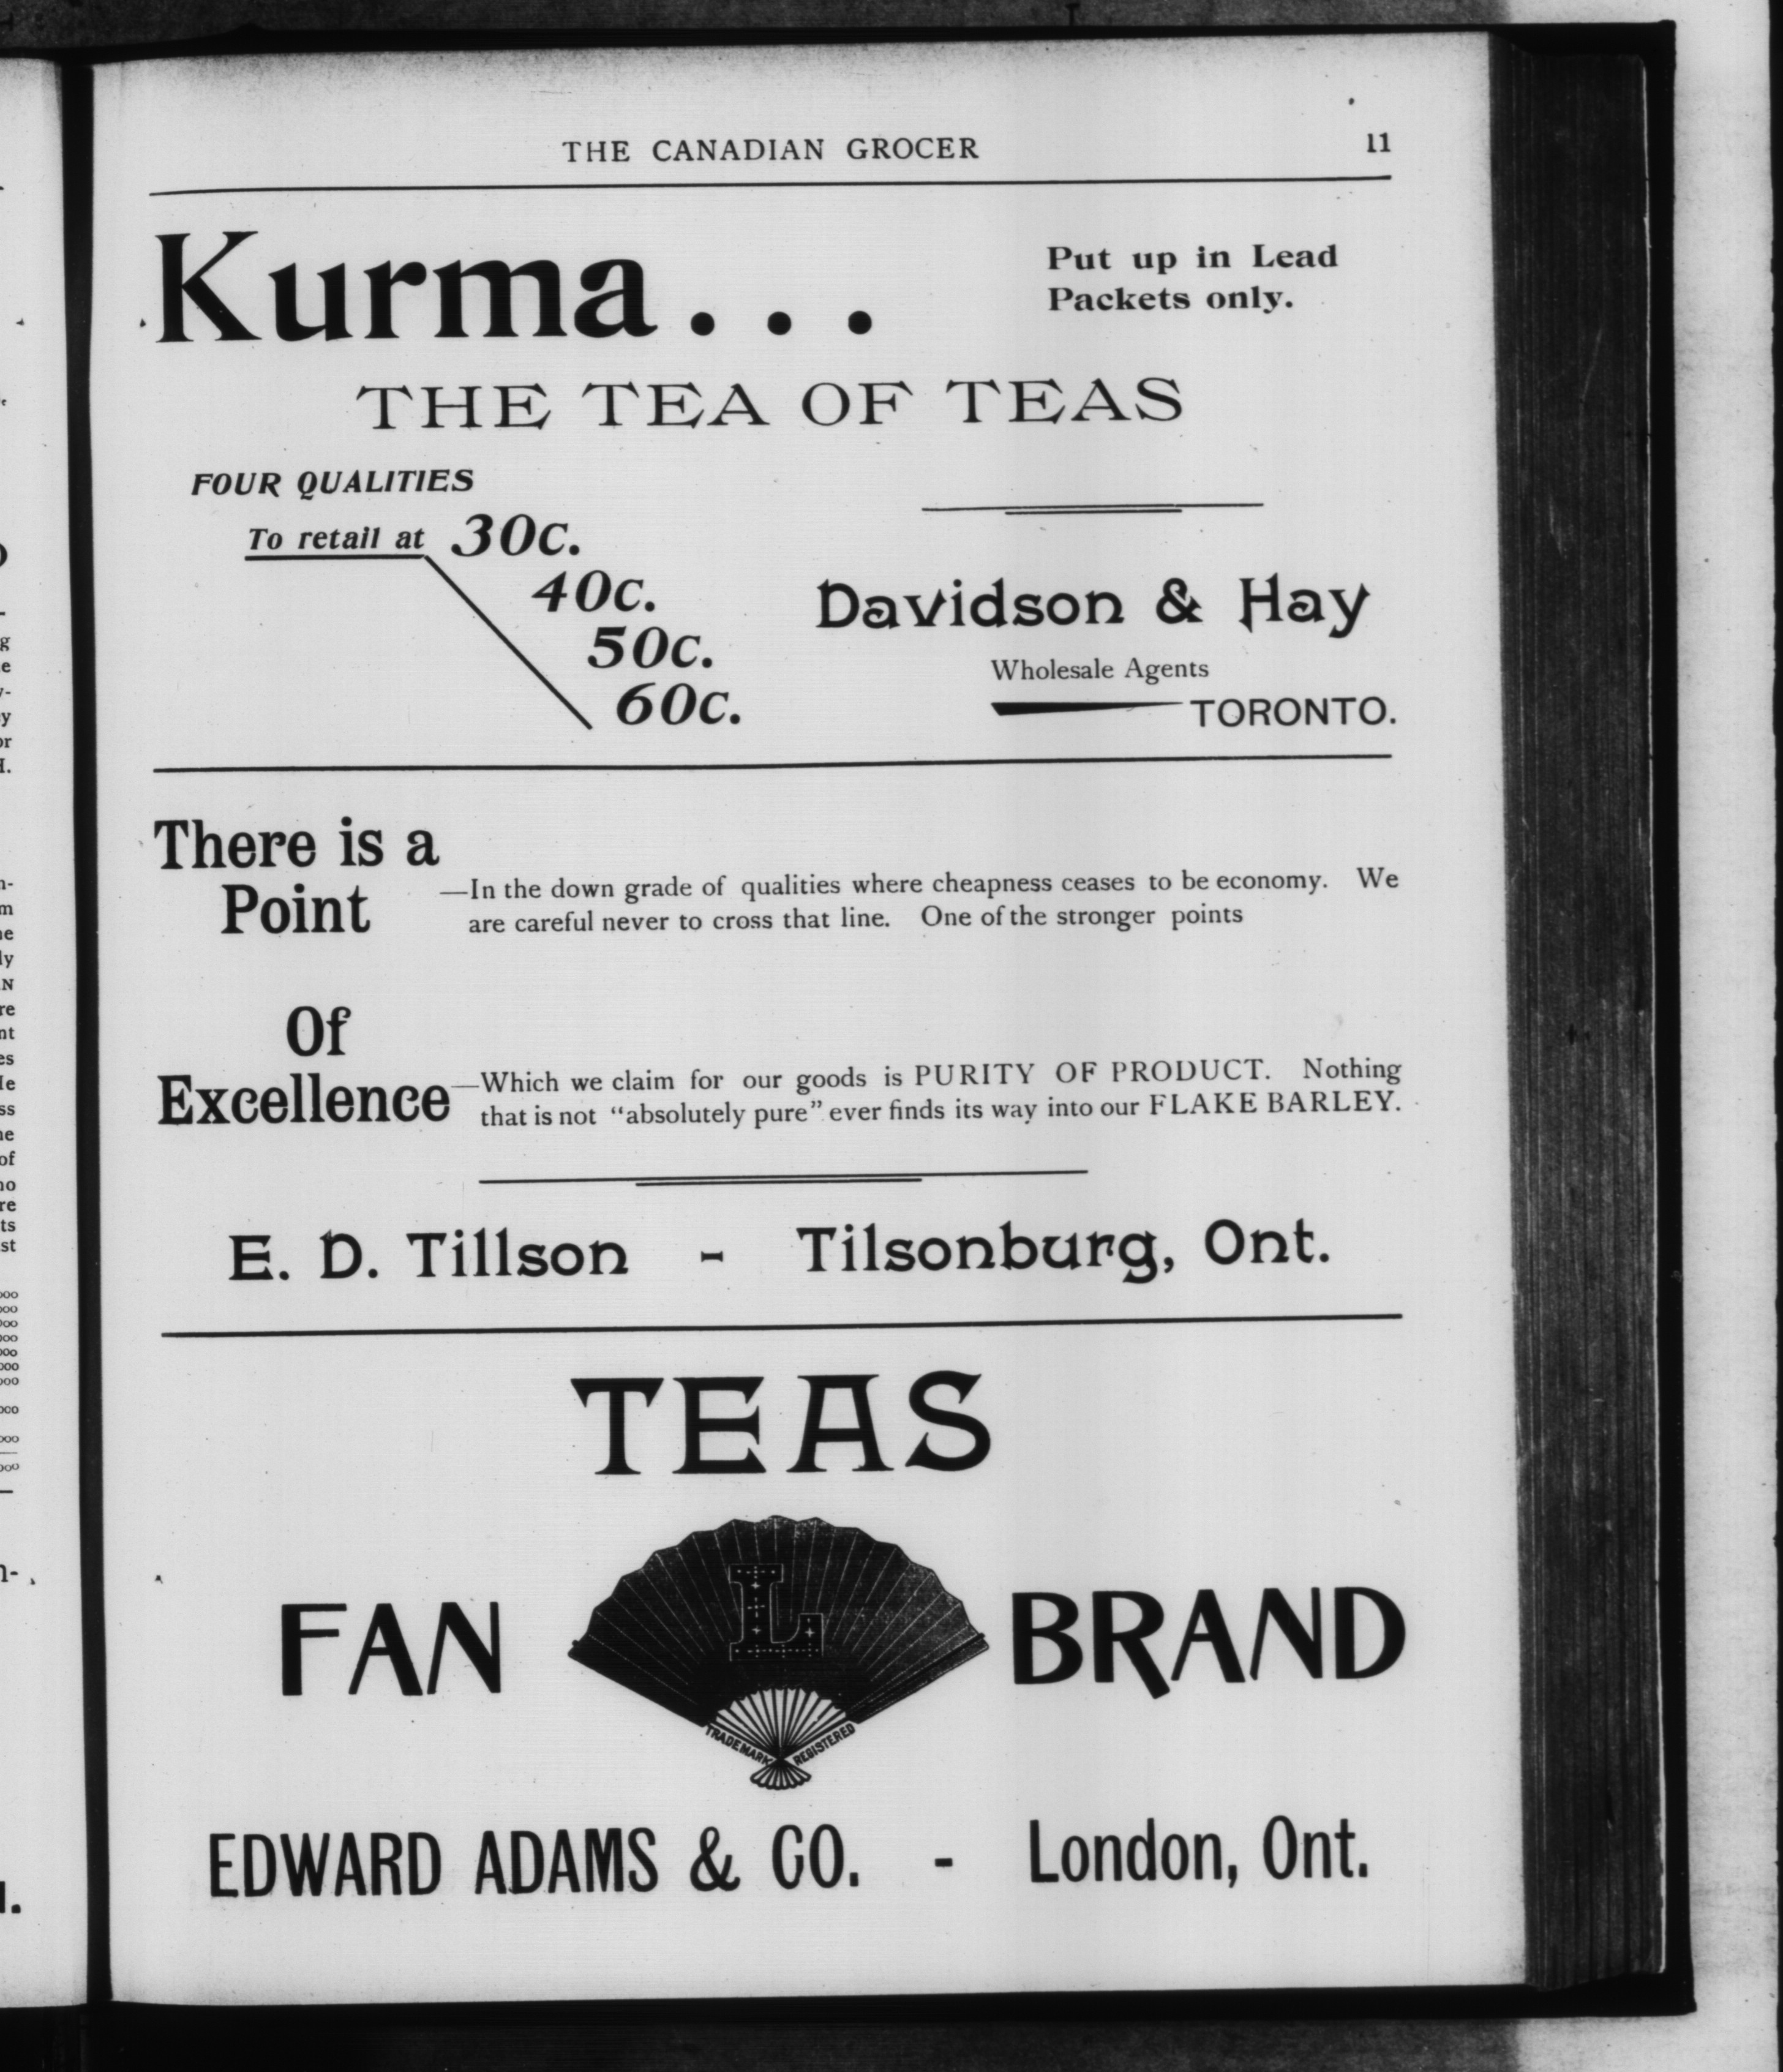 THE CANADIAN GROCER 11
Kurma...
Put up in Lead
Packets only.
THE TEA OF TEAS
FOUR QUALITIES
To retail at 30c.
40c.
50c.
60c.
Davidson & Hay
Wholesale Agents
TORONTO.
There is a
Point
—In the down grade of qualities where cheapness ceases to be economy. We
are careful never to cross that line. One of the stronger points
Of
Excellence
—Which we claim for our goods is PURITY OF PRODUCT. Nothing
that is not "absolutely pure" ever finds its way into our FLAKE BARLEY.
E. D. Tillson - Tilsonburg, Ont.
TEAS
FAN L BRAND
TRADE MARK REGISTERED
EDWARD ADAMS & CO. - London, Ont.